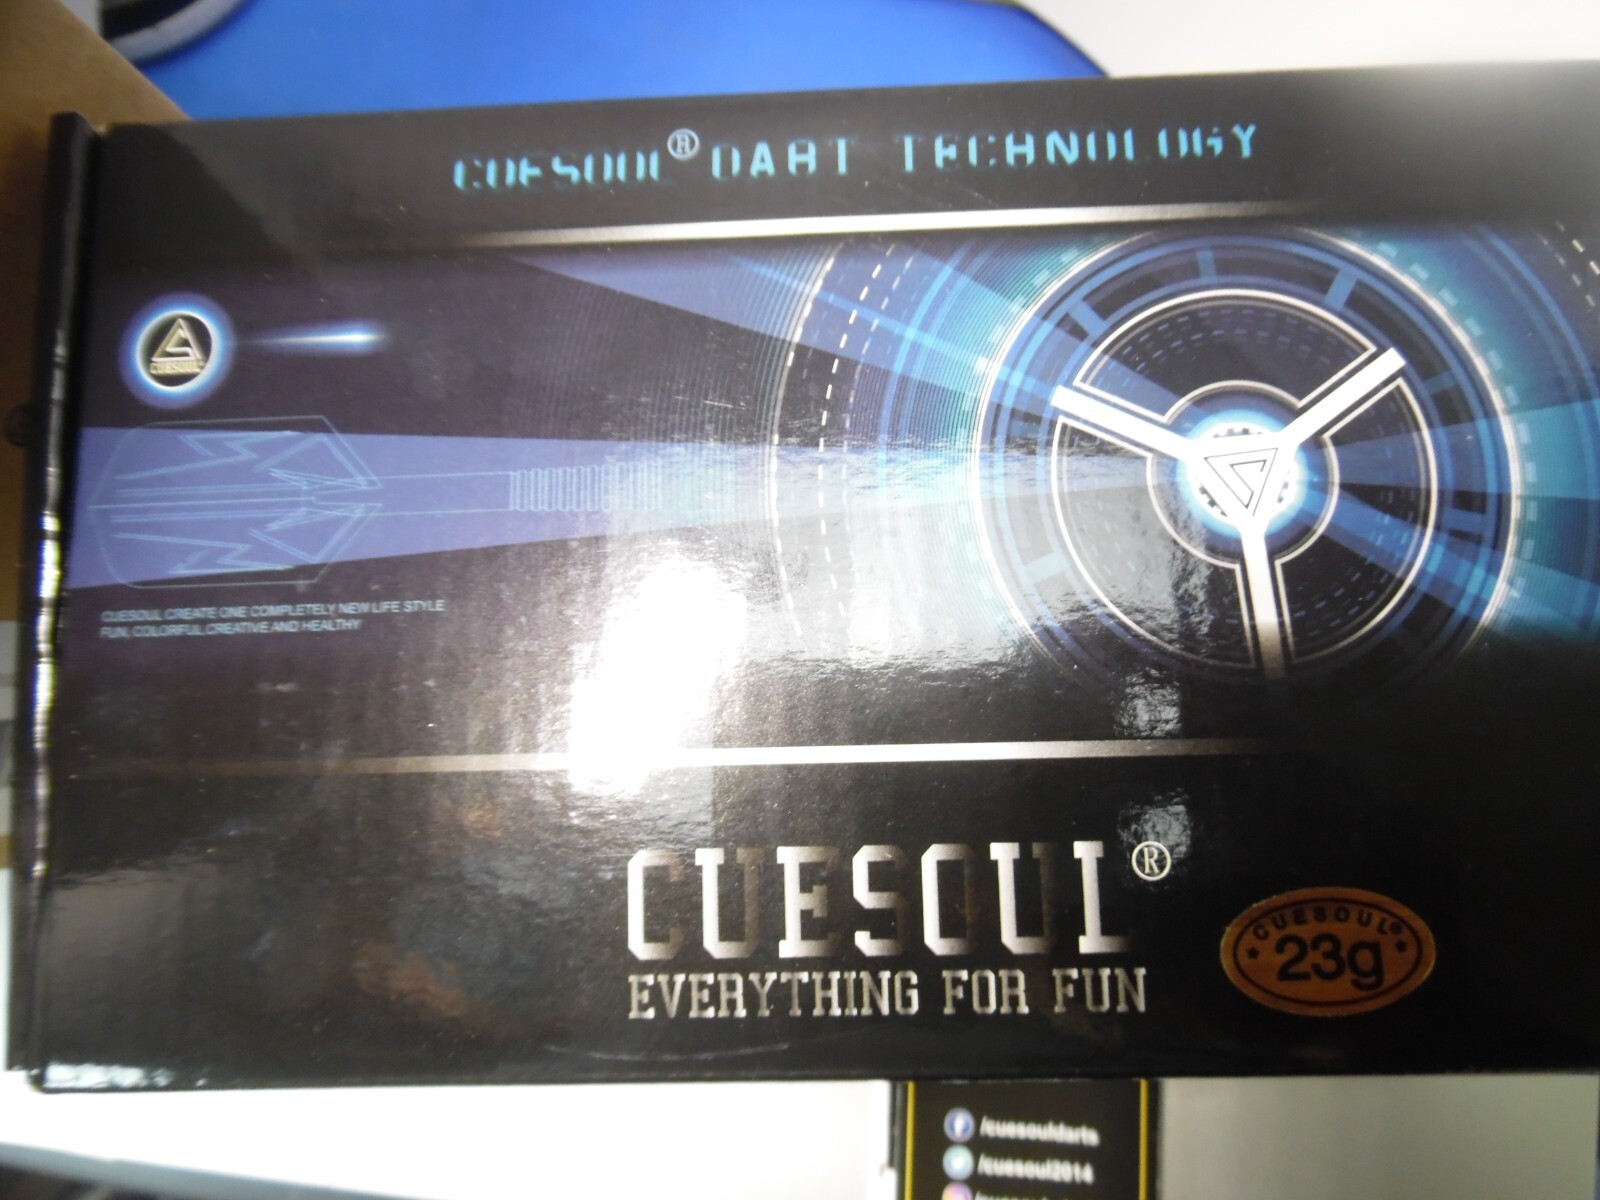 CUESOUL® DART TECHNOLOGY
CUESOUL
CUESOUL CREATE ONE COMPLETELY NEW LIFE STYLE
FUN, COLORFUL,CREATIVE AND HEALTHY
CUESOUL®
EVERYTHING FOR FUN
CUESOUL®
23g
/cuesouldarts
/cuesoul2014